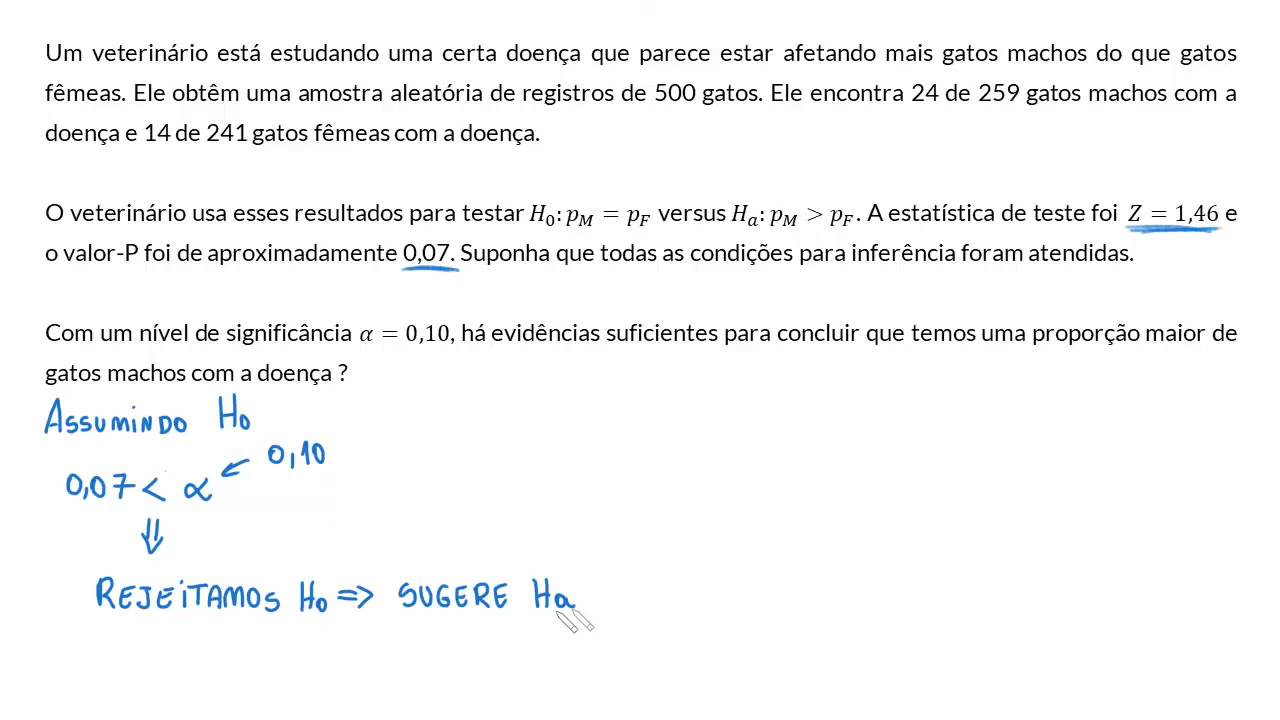 Um veterinário está estudando uma certa doença que parece estar afetando mais gatos machos do que gatos
fêmeas. Ele obtêm uma amostra aleatória de registros de 500 gatos. Ele encontra 24 de 259 gatos machos com a
doença e 14 de 241 gatos fêmeas com a doença.
O veterinário usa esses resultados para testar H₀: p_M = p_F versus Hₐ: p_M > p_F. A estatística de teste foi Z = 1,46 e
o valor-P foi de aproximadamente 0,07. Suponha que todas as condições para inferência foram atendidas.
Com um nível de significância α = 0,10, há evidências suficientes para concluir que temos uma proporção maior de
gatos machos com a doença ?
ASSUMINDO H₀
0,10
0,07 < α
⇓
REJEITAMOS H₀ => SUGERE Ha